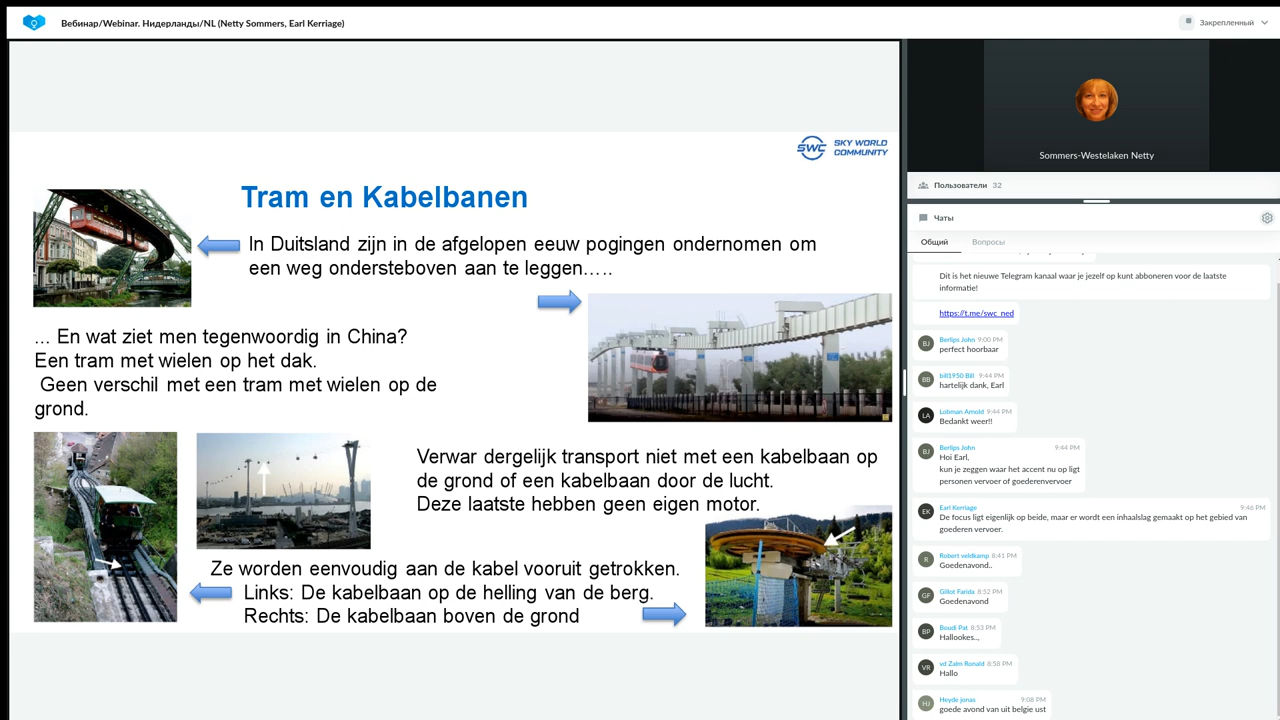 Вебинар/Webinar. Нидерланды/NL (Netty Sommers, Earl Kerriage)
Закрепленный
SWC SKY WORLD
COMMUNITY
Tram en Kabelbanen
In Duitsland zijn in de afgelopen eeuw pogingen ondernomen om
een weg ondersteboven aan te leggen…..
... En wat ziet men tegenwoordig in China?
Een tram met wielen op het dak.
Geen verschil met een tram met wielen op de
grond.
Verwar dergelijk transport niet met een kabelbaan op
de grond of een kabelbaan door de lucht.
Deze laatste hebben geen eigen motor.
Ze worden eenvoudig aan de kabel vooruit getrokken.
Links: De kabelbaan op de helling van de berg.
Rechts: De kabelbaan boven de grond
Sommers-Westelaken Netty
Пользователи 32
Чаты
Общий Вопросы
Dit is het nieuwe Telegram kanaal waar je jezelf op kunt abboneren voor de laatste
informatie!
https://t.me/swc_ned
BJ Berlips John 9:00 PM
perfect hoorbaar
BB bill1950 Bill 9:44 PM
hartelijk dank, Earl
LA Lobman Arnold 9:44 PM
Bedankt weer!!
BJ Berlips John 9:44 PM
Hoi Earl,
kun je zeggen waar het accent nu op ligt
personen vervoer of goederenvervoer
EK Earl Kerriage 9:46 PM
De focus ligt eigenlijk op beide, maar er wordt een inhaalslag gemaakt op het gebied van
goederen vervoer.
R Robert veldkamp 8:41 PM
Goedenavond..
GF Gillot Farida 8:52 PM
Goedenavond
BP Boudi Pat 8:53 PM
Hallookes..,
VR vd Zalm Ronald 8:58 PM
Hallo
HJ Heyde jonas 9:08 PM
goede avond van uit belgie ust